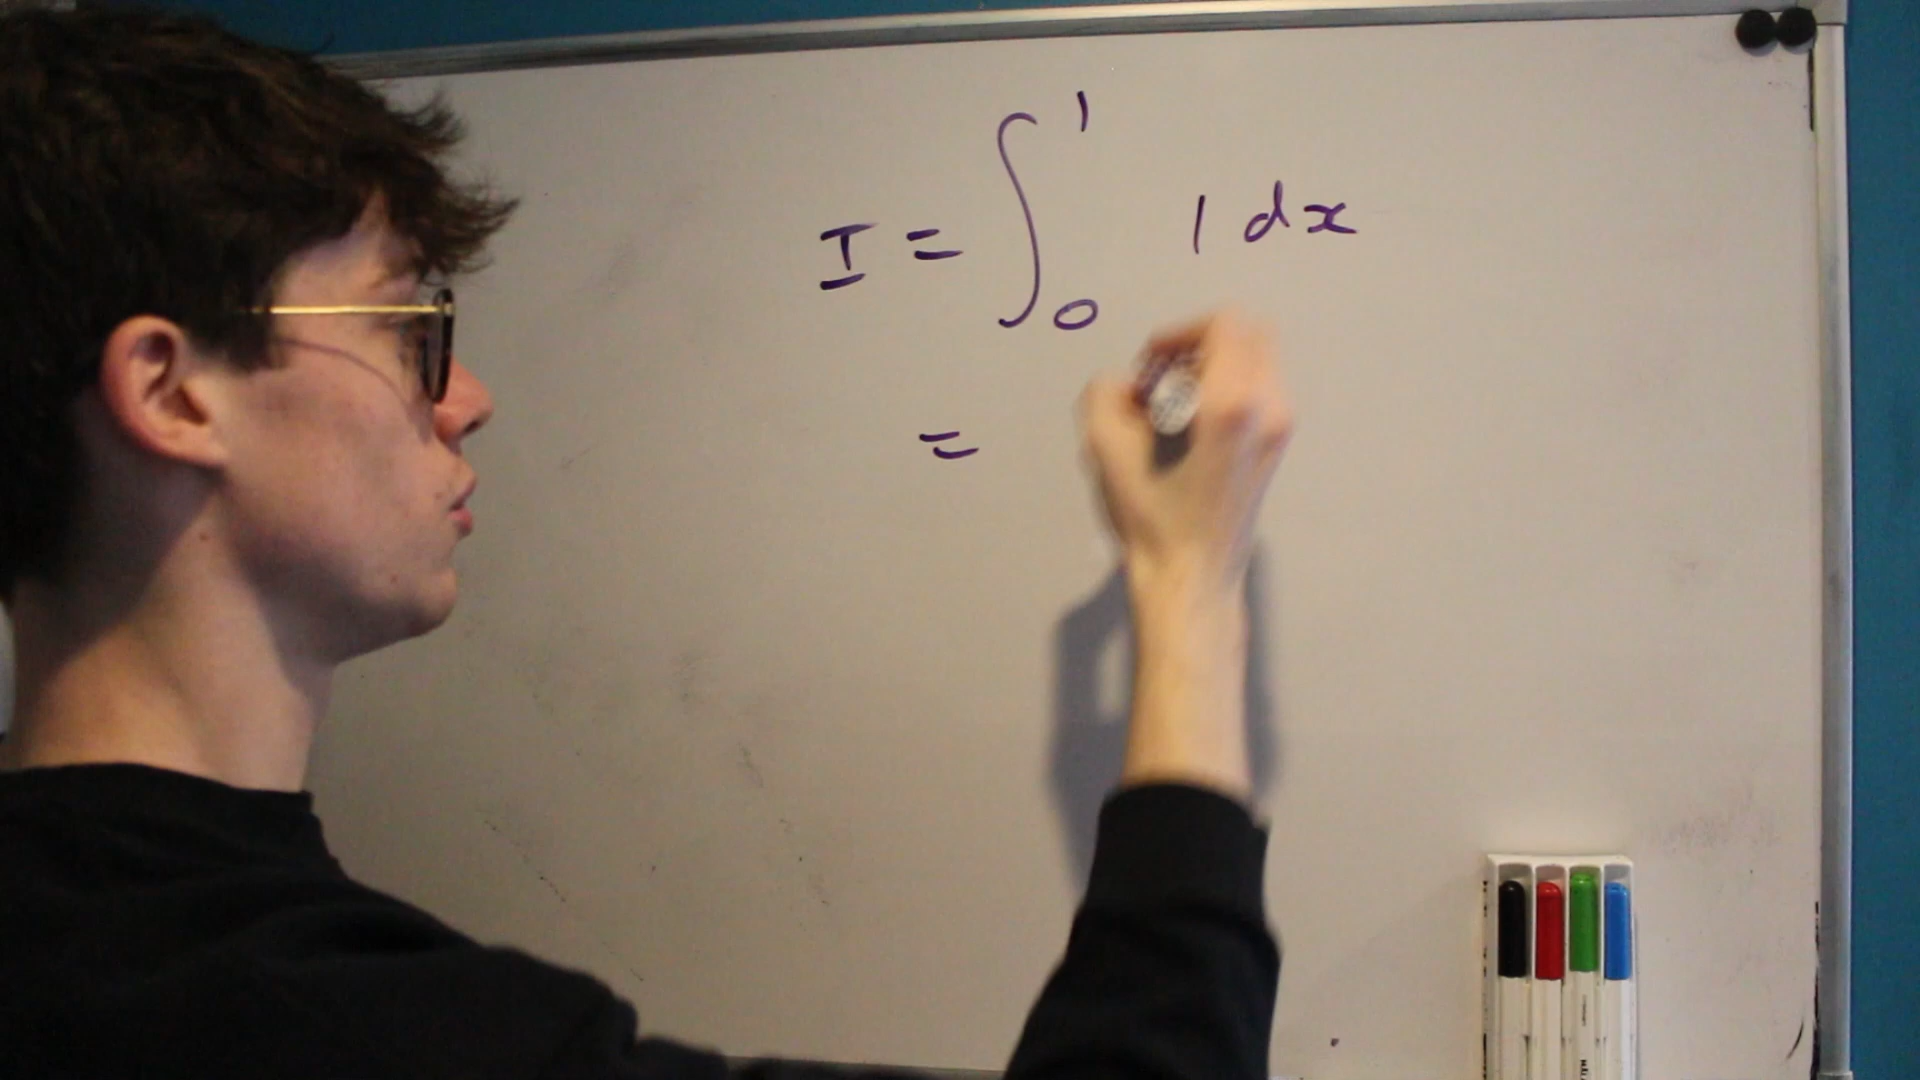 I = ∫₀¹ 1 dx
=